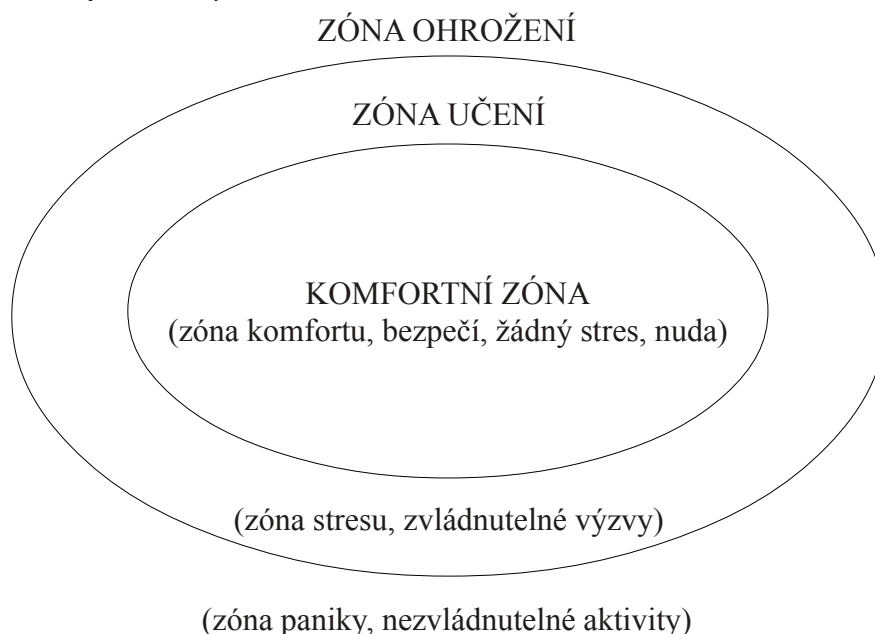 ZÓNA OHROŽENÍ
ZÓNA UČENÍ
KOMFORTNÍ ZÓNA
(zóna komfortu, bezpečí, žádný stres, nuda)
(zóna stresu, zvládnutelné výzvy)
(zóna paniky, nezvládnutelné aktivity)